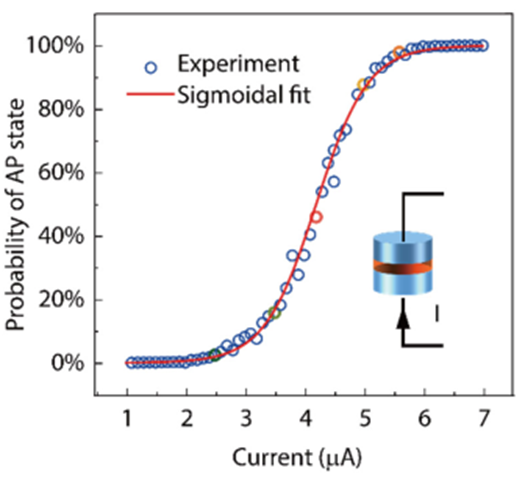 Probability of AP state
100%
80%
60%
40%
20%
0%
Experiment
Sigmoidal fit
I
1 2 3 4 5 6 7
Current (μA)